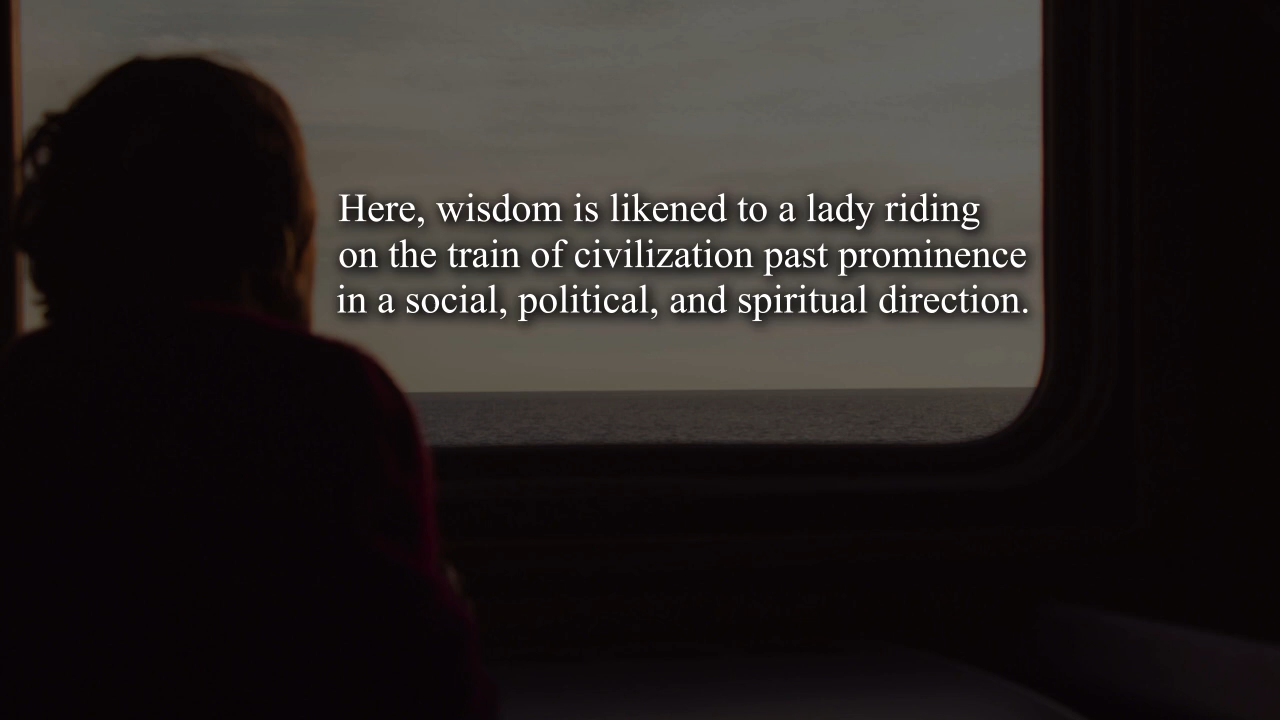 Here, wisdom is likened to a lady riding
on the train of civilization past prominence
in a social, political, and spiritual direction.